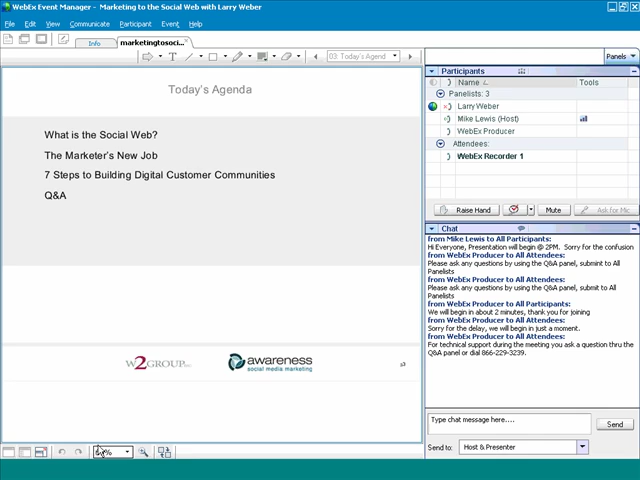 WebEx Event Manager - Marketing to the Social Web with Larry Weber
File Edit View Communicate Participant Event Help
Info marketingtosoci...
T 03 Today's Agend
Panels
Today's Agenda
What is the Social Web?
The Marketer's New Job
7 Steps to Building Digital Customer Communities
Q&A
W2GROUP
awareness
social media marketing
Participants
Name Tools
Panelists: 3
Larry Weber
Mike Lewis (Host)
WebEx Producer
Attendees:
WebEx Recorder 1
Raise Hand Mute Ask for Mic
Chat
from Mike Lewis to All Participants:
Hi Everyone, Presentation will begin @ 2PM. Sorry for the confusion
from WebEx Producer to All Attendees:
Please ask any questions by using the Q&A panel, submint to All
Panelists
from WebEx Producer to All Attendees:
Please ask any questions by using the Q&A panel, submit to All
Panelists
from WebEx Producer to All Participants:
We will begin in about 2 minutes, thank you for joining
from WebEx Producer to All Attendees:
Sorry for the delay, we will begin in just a moment.
from WebEx Producer to All Attendees:
For technical support during the meeting you ask a question thru the
Q&A panel or dial 866-229-3239.
Type chat message here....
Send
Send to: Host & Presenter